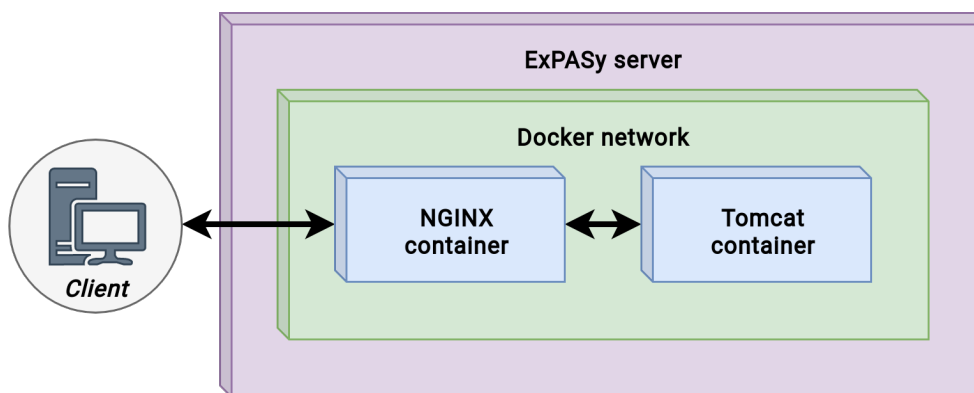 ExPASy server
Docker network
NGINX
container
Tomcat
container
Client